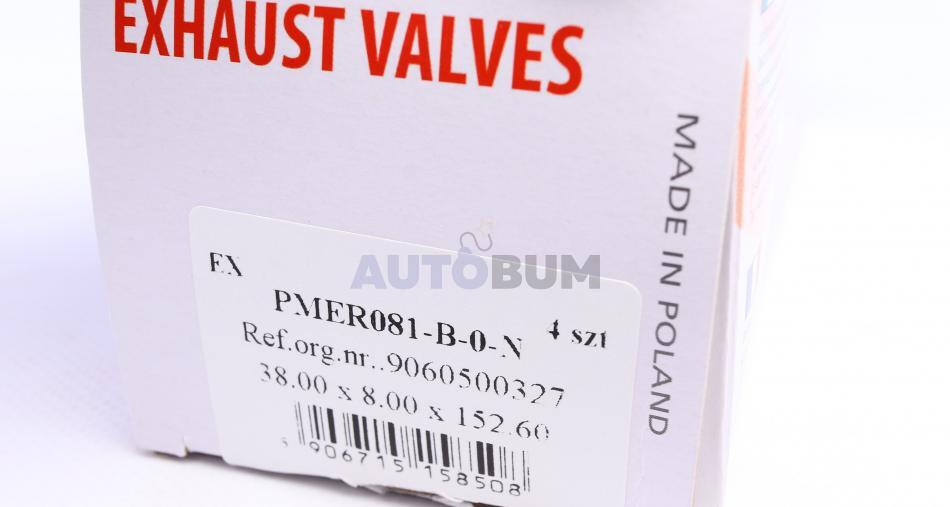 EXHAUST VALVES
MADE IN POLAND
AUTOBUM
EX
PMER081-B-0-N 4 szt
Ref.org.nr..9060500327
38.00 x 8.00 x 152.60
5 906715 158508